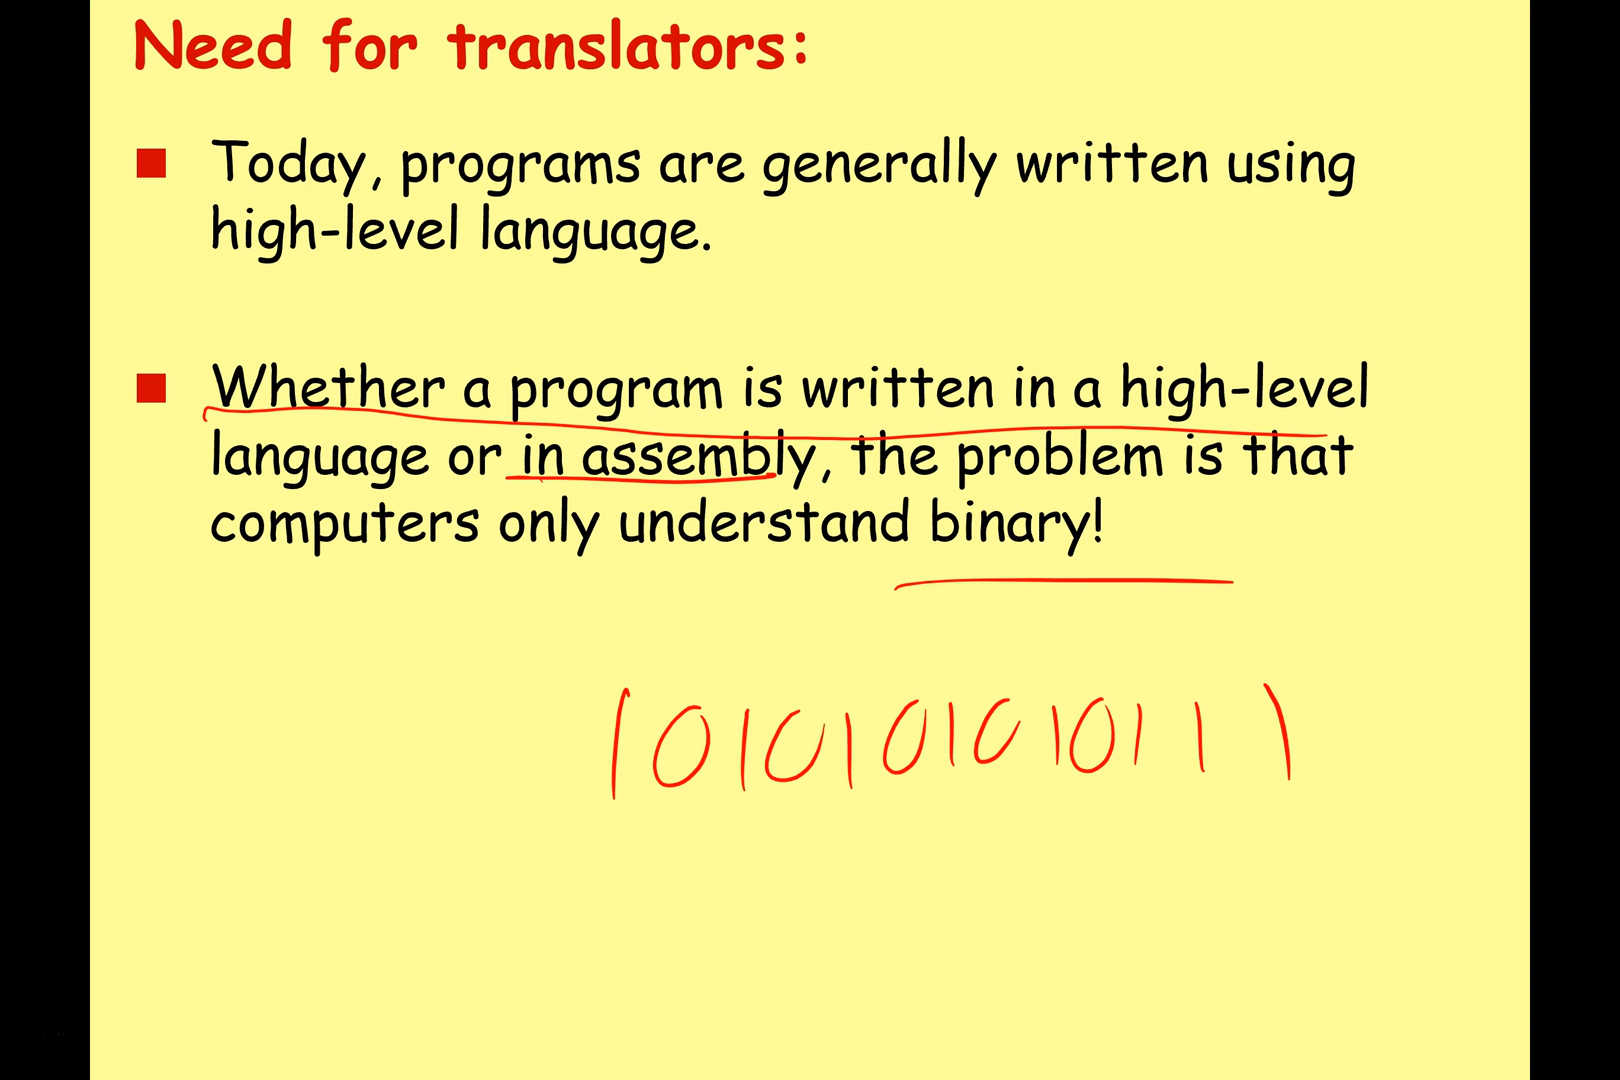 Need for translators:
Today, programs are generally written using
high-level language.
Whether a program is written in a high-level
language or in assembly, the problem is that
computers only understand binary!
1010101010111